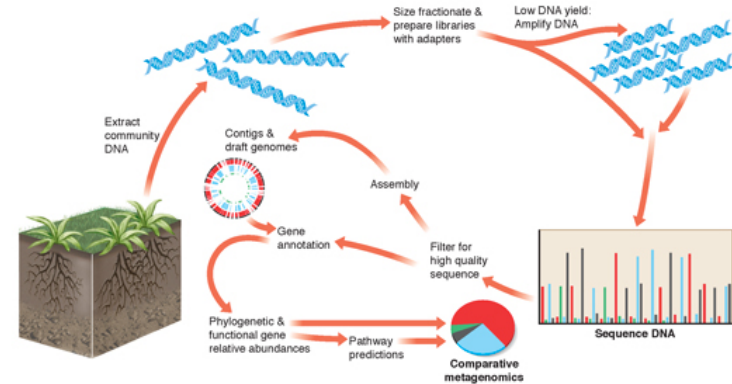 Size fractionate &
prepare libraries
with adapters
Low DNA yield:
Amplify DNA
Extract
community
DNA
Contigs &
draft genomes
Assembly
Gene
annotation
Filter for
high quality
sequence
Sequence DNA
Phylogenetic &
functional gene
relative abundances
Pathway
predictions
Comparative
metagenomics